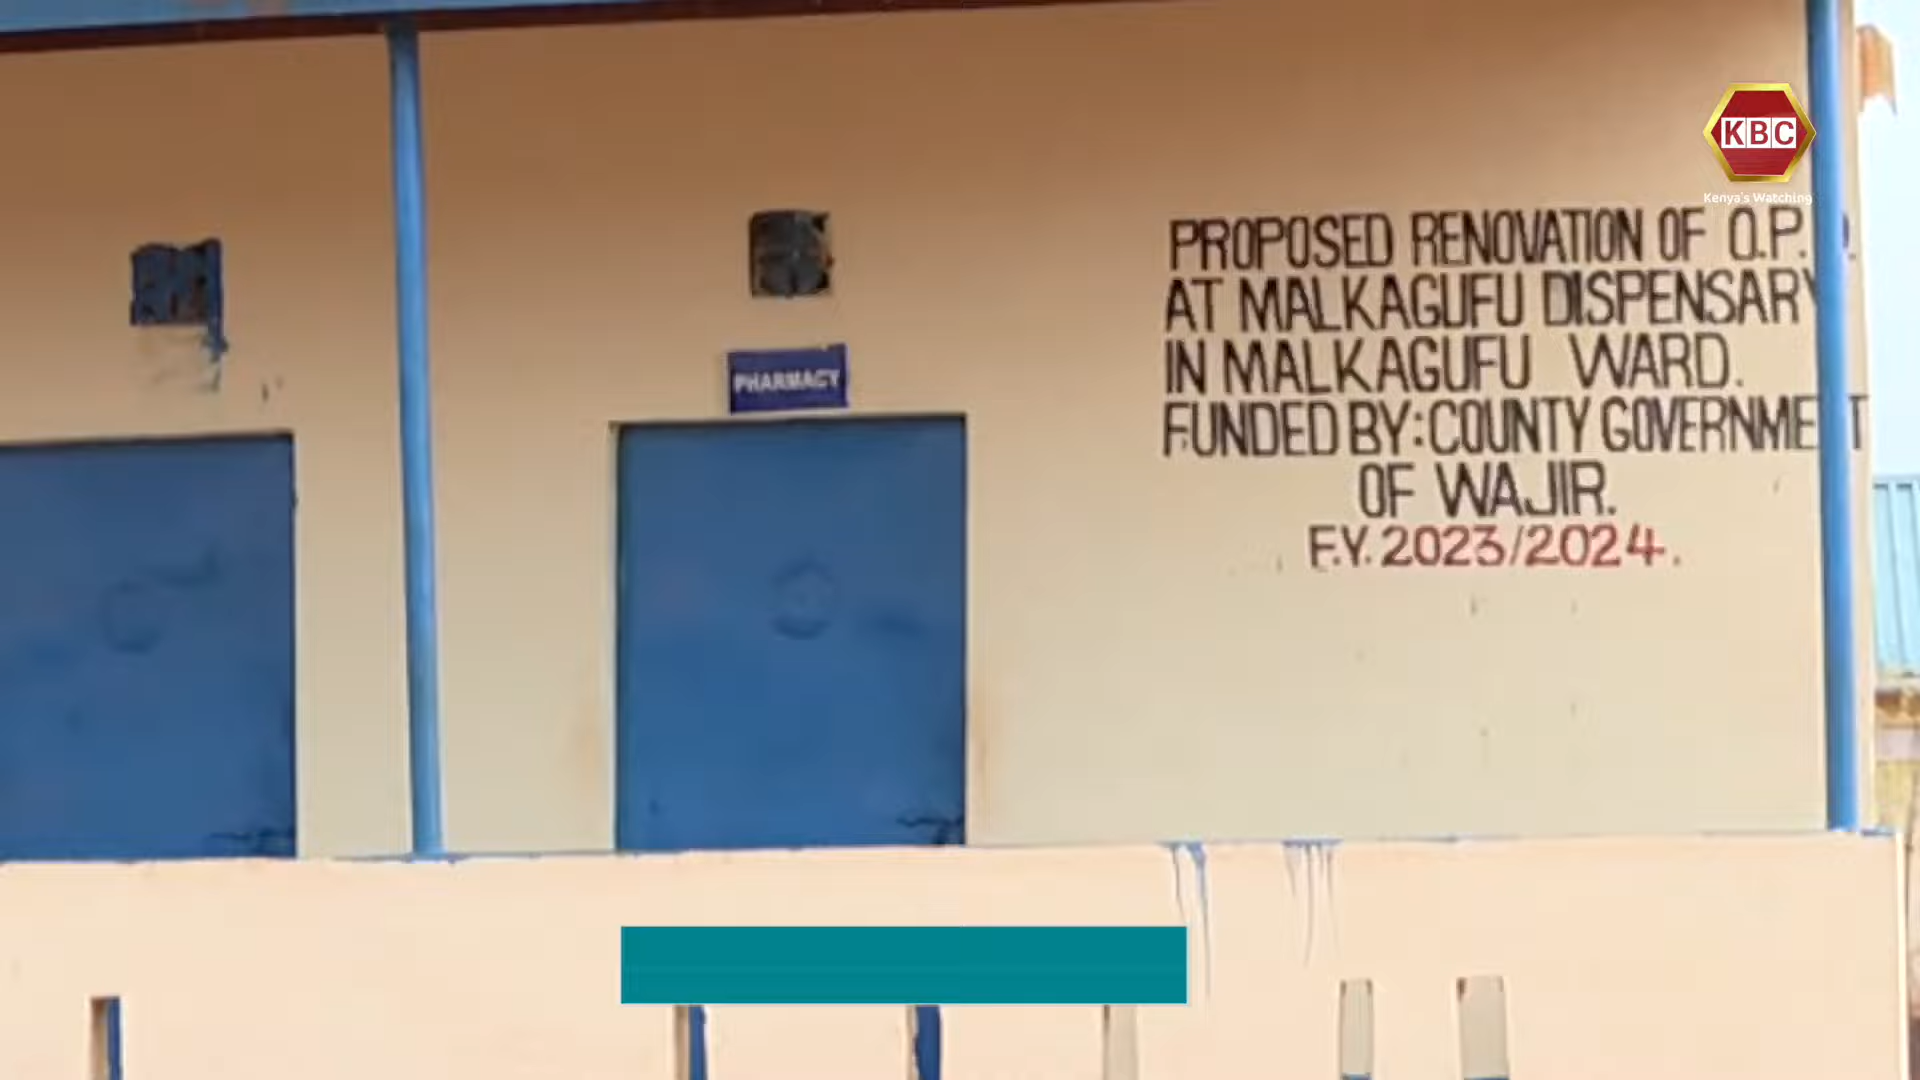 KBC
Kenya's Watching
PROPOSED RENOVATION OF O.P.
AT MALKAGUFU DISPENSARY
IN MALKAGUFU WARD.
FUNDED BY: COUNTY GOVERNMENT
OF WAJIR.
F.Y. 2023/2024.
PHARMACY